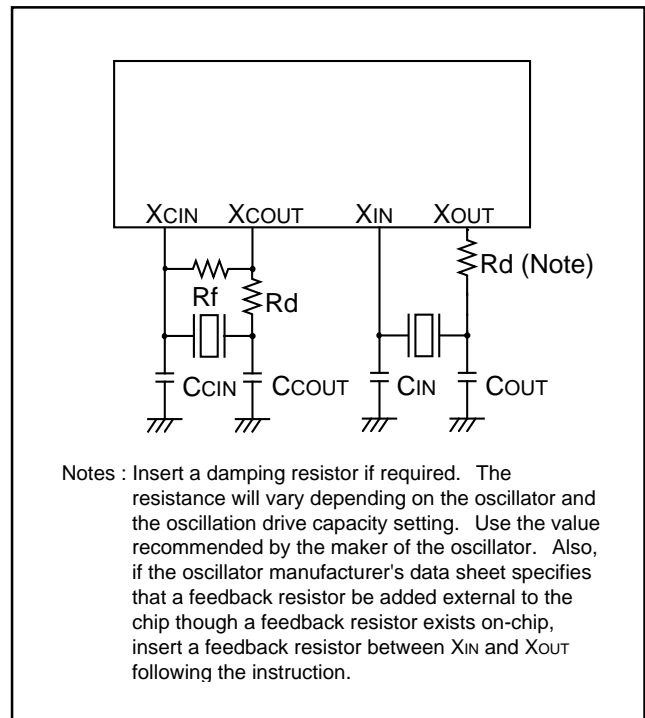 XCIN XCOUT XIN XOUT
Rd (Note)
Rf Rd
CCIN CCOUT CIN COUT
Notes : Insert a damping resistor if required. The
resistance will vary depending on the oscillator and
the oscillation drive capacity setting. Use the value
recommended by the maker of the oscillator. Also,
if the oscillator manufacturer's data sheet specifies
that a feedback resistor be added external to the
chip though a feedback resistor exists on-chip,
insert a feedback resistor between XIN and XOUT
following the instruction.